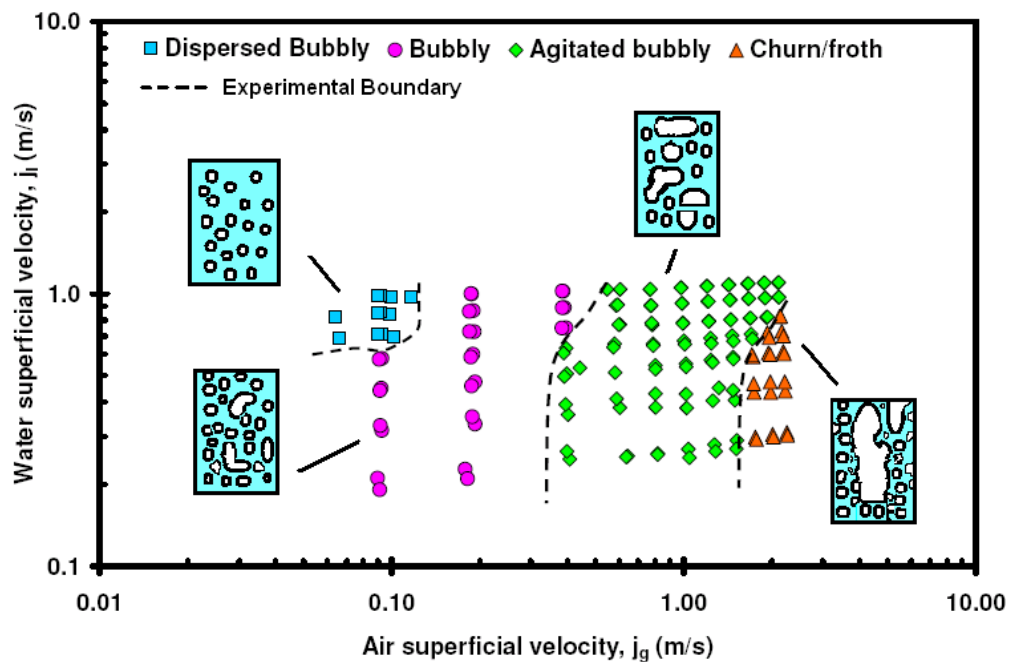 10.0
Dispersed Bubbly Bubbly Agitated bubbly Churn/froth
Experimental Boundary
Water superficial velocity, jl (m/s)
1.0
0.1
0.01 0.10 1.00 10.00
Air superficial velocity, jg (m/s)